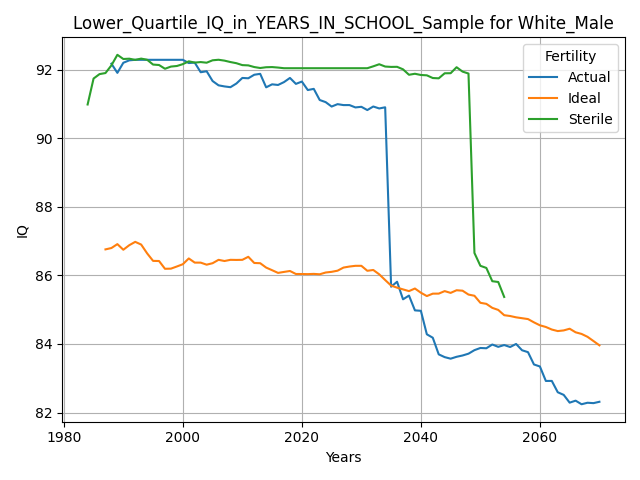 Lower_Quartile_IQ_in_YEARS_IN_SCHOOL_Sample for White_Male
Fertility
Actual
Ideal
Sterile
IQ
92
90
88
86
84
82
1980
2000
2020
2040
2060
Years